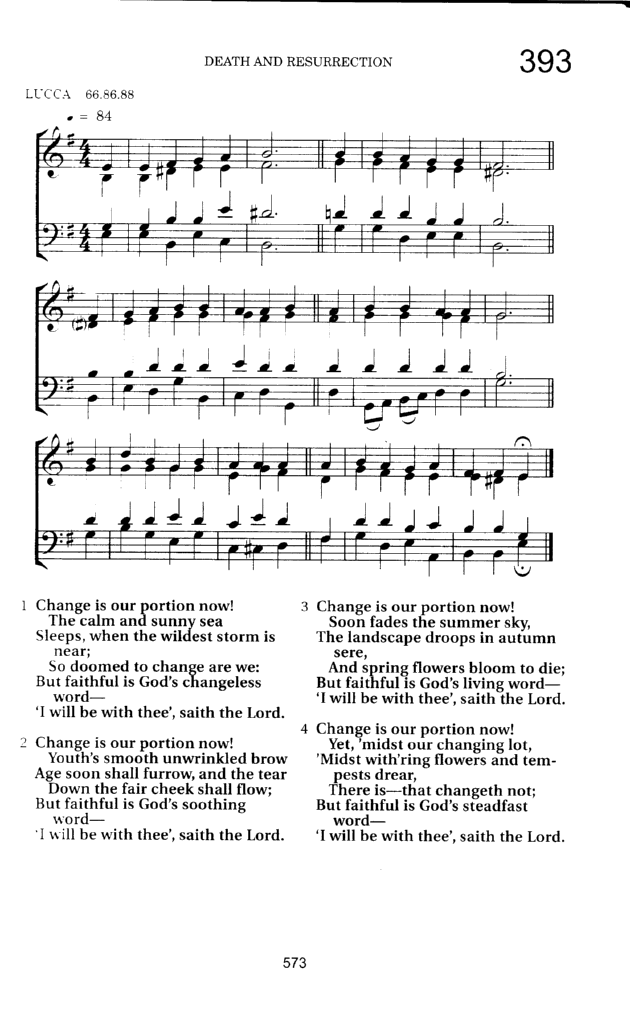 DEATH AND RESURRECTION
393
LUCCA 66.86.88
♩ = 84
1 Change is our portion now!
The calm and sunny sea
Sleeps, when the wildest storm is
near;
So doomed to change are we:
But faithful is God's changeless
word—
'I will be with thee', saith the Lord.
2 Change is our portion now!
Youth's smooth unwrinkled brow
Age soon shall furrow, and the tear
Down the fair cheek shall flow;
But faithful is God's soothing
word—
'I will be with thee', saith the Lord.
3 Change is our portion now!
Soon fades the summer sky,
The landscape droops in autumn
sere,
And spring flowers bloom to die;
But faithful is God's living word—
'I will be with thee', saith the Lord.
4 Change is our portion now!
Yet, 'midst our changing lot,
'Midst with'ring flowers and tem-
pests drear,
There is—that changeth not;
But faithful is God's steadfast
word—
'I will be with thee', saith the Lord.
573